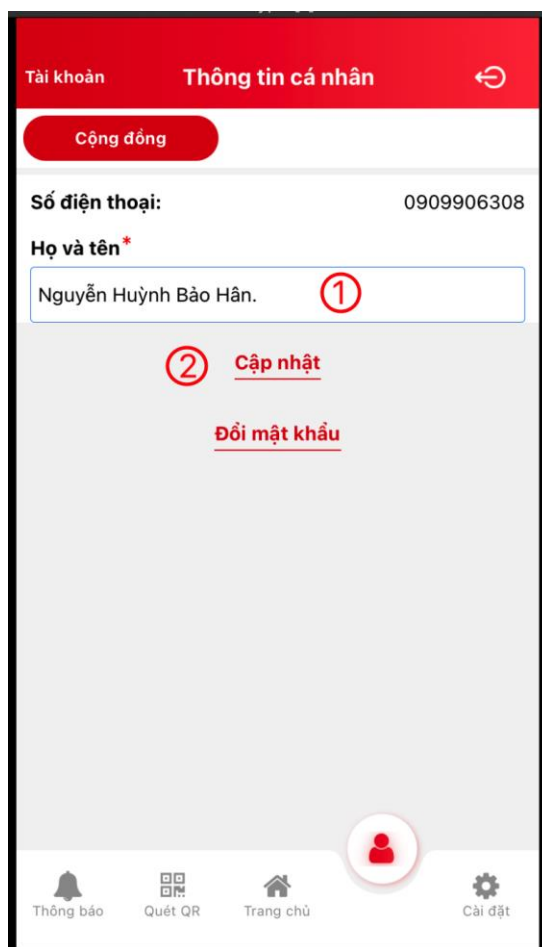 Tài khoản Thông tin cá nhân
Cộng đồng
Số điện thoại: 0909906308
Họ và tên*
Nguyễn Huỳnh Bảo Hân. 1
2 Cập nhật
Đổi mật khẩu
Thông báo Quét QR Trang chủ Cài đặt